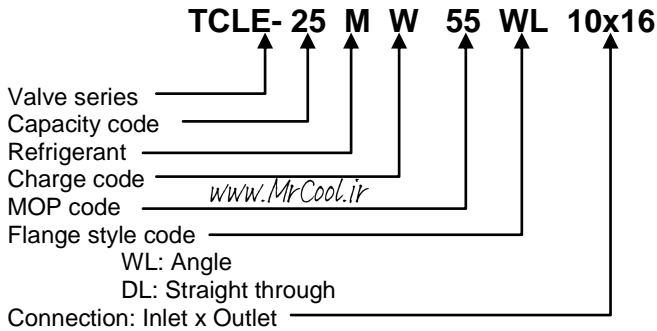 TCLE- 25 M W 55 WL 10x16
Valve series
Capacity code
Refrigerant
Charge code
www.MrCool.ir
MOP code
Flange style code
WL: Angle
DL: Straight through
Connection: Inlet x Outlet